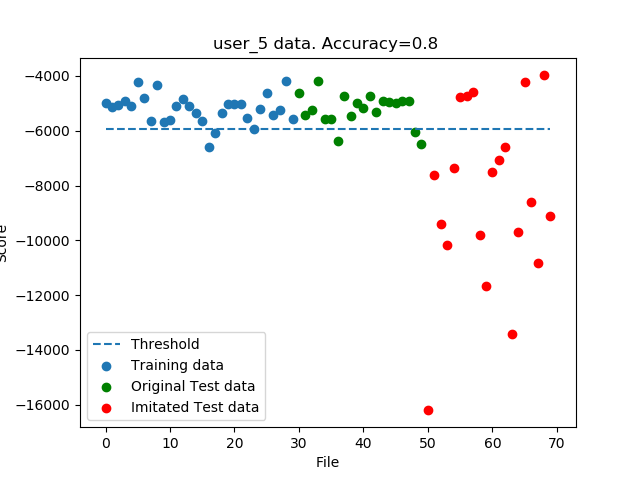 user_5 data. Accuracy=0.8
−4000
−6000
−8000
−10000
−12000
−14000
−16000
Score
Threshold
Training data
Original Test data
Imitated Test data
0 10 20 30 40 50 60 70
File